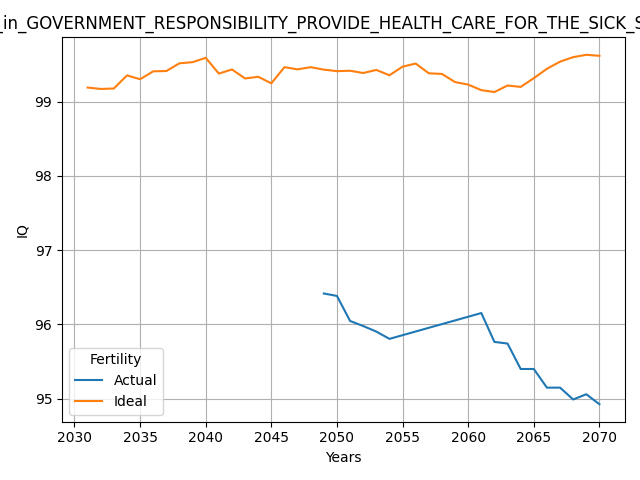 _in_GOVERNMENT_RESPONSIBILITY_PROVIDE_HEALTH_CARE_FOR_THE_SICK_S
99
98
97
96
95
IQ
Fertility
Actual
Ideal
2030 2035 2040 2045 2050 2055 2060 2065 2070
Years